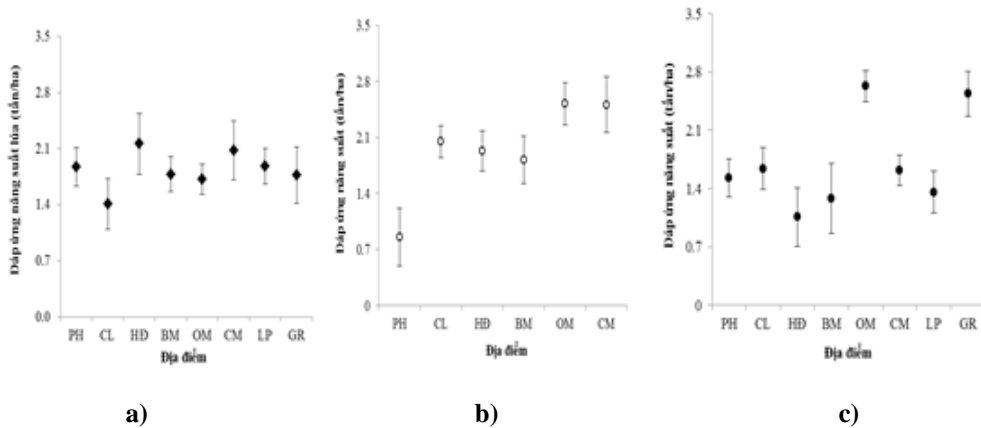 Đáp ứng năng suất lúa (tấn/ha)
3.5
2.8
2.1
1.4
0.7
0.0
PH CL HĐ BM OM CM LP GR
Địa điểm
a)
Đáp ứng năng suất (tấn/ha)
3.5
2.8
2.1
1.4
0.7
0
PH CL HĐ BM OM CM
Địa điểm
b)
Đáp ứng năng suất (tấn/ha)
3.5
2.8
1.4
0.7
0
PH CL HĐ BM OM CM LP GR
Địa điểm
c)